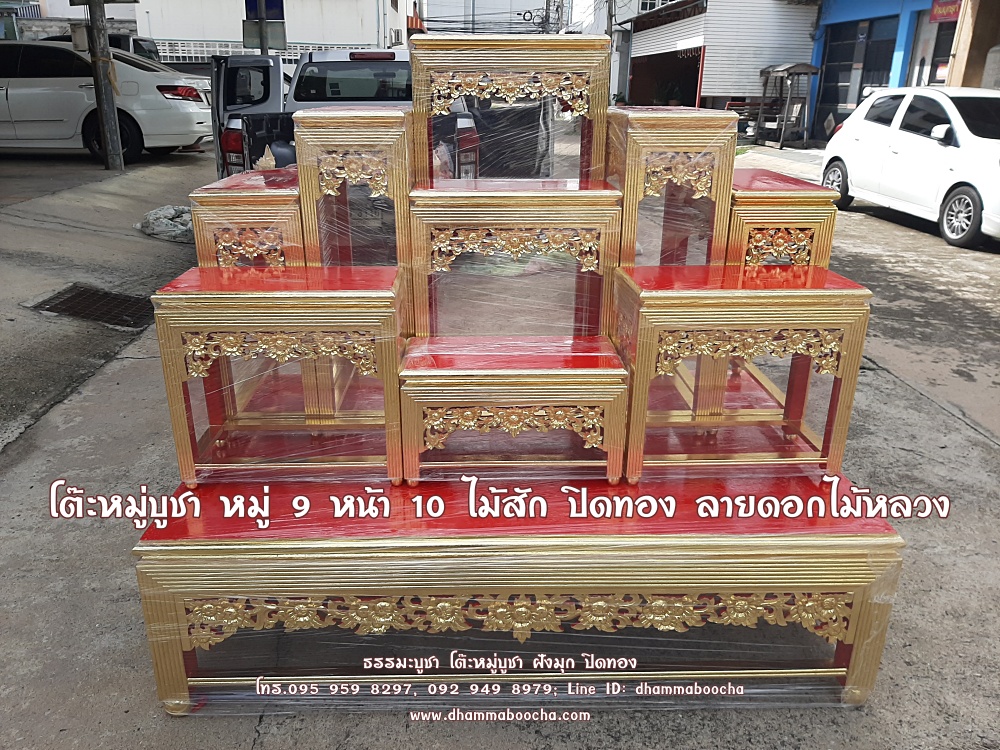 โต๊ะหมู่บูชา หมู่ 9 หน้า 10 ไม้สัก ปิดทอง ลายดอกไม้หลวง
ธรรมะบูชา โต๊ะหมู่บูชา ฝังมุก ปิดทอง
โทร.095 959 8297, 092 949 8979; Line ID: dhammaboocha
www.dhammaboocha.com